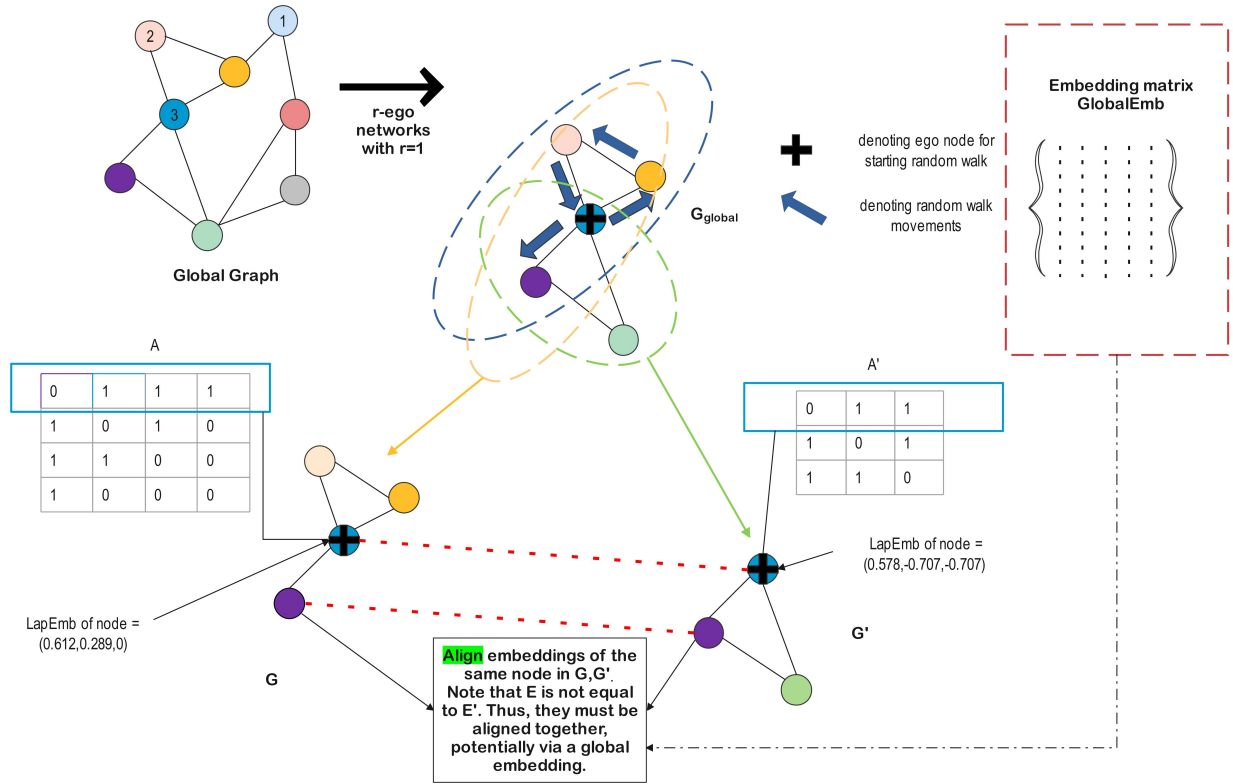 1
2
3
Global Graph
r-ego
networks
with r=1
G_global
denoting ego node for
starting random walk
denoting random walk
movements
Embedding matrix
GlobalEmb
A
0 1 1 1
1 0 1 0
1 1 0 0
1 0 0 0
A'
0 1 1
1 0 1
1 1 0
LapEmb of node =
(0.612,0.289,0)
LapEmb of node =
(0.578,-0.707,-0.707)
G
G'
Align embeddings of the
same node in G,G'.
Note that E is not equal
to E'. Thus, they must be
aligned together,
potentially via a global
embedding.